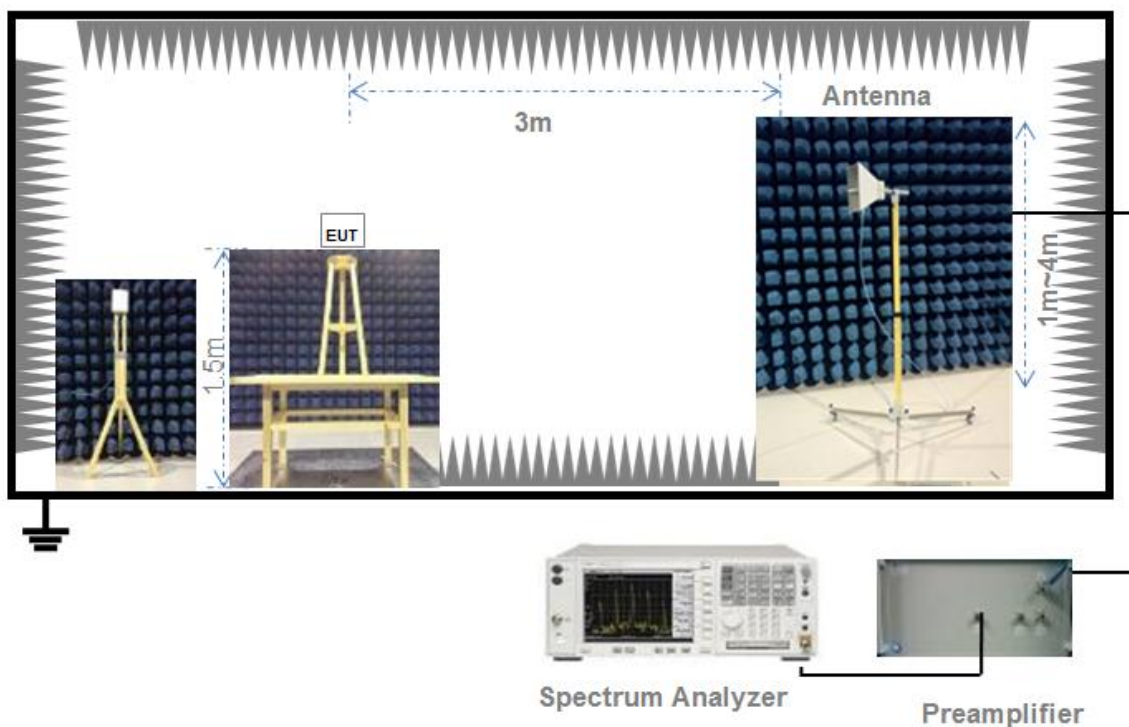 Antenna
3m
EUT
1.5m
1m~4m
Spectrum Analyzer
Preamplifier